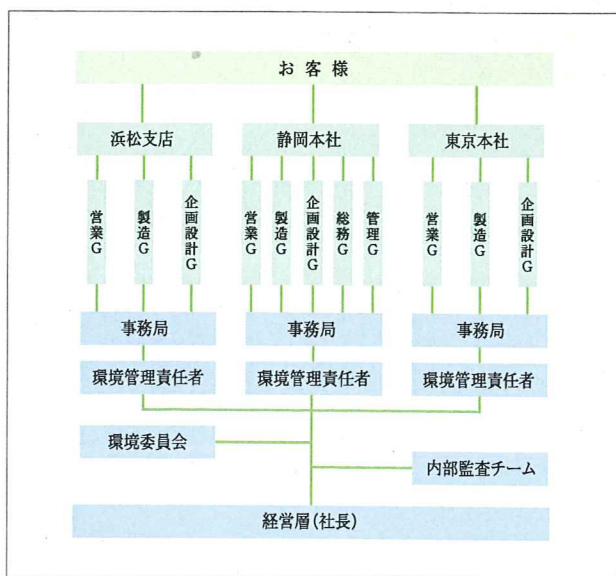 お客様
浜松支店
静岡本社
東京本社
営業G
製造G
企画設計G
営業G
製造G
企画設計G
総務G
管理G
営業G
製造G
企画設計G
事務局
事務局
事務局
環境管理責任者
環境管理責任者
環境管理責任者
環境委員会
内部監査チーム
経営層(社長)